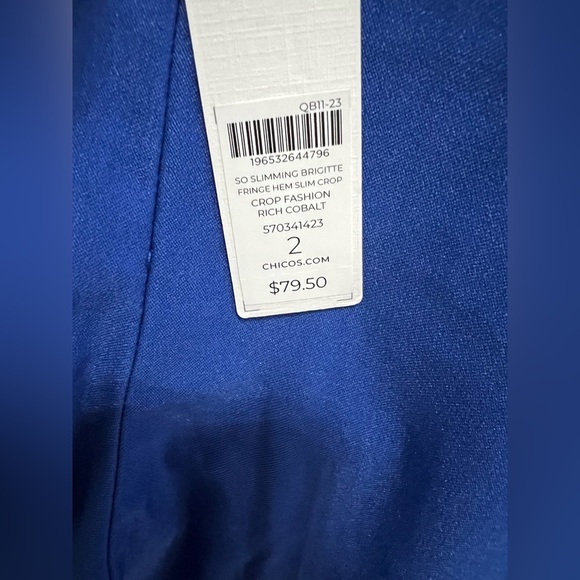 QB11-23
196532644796
SO SLIMMING BRIGITTE
FRINGE HEM SLIM CROP
CROP FASHION
RICH COBALT
570341423
2
CHICOS.COM
$79.50